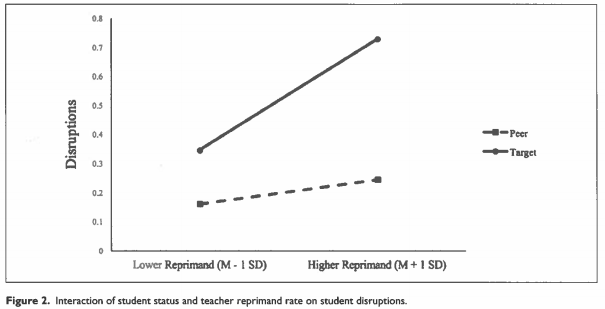 0.8
0.7
0.6
0.5
0.4
0.3
0.2
0.1
0
Disruptions
Lower Reprimand (M - 1 SD) Higher Reprimand (M + 1 SD)
Peer
Target
Figure 2. Interaction of student status and teacher reprimand rate on student disruptions.